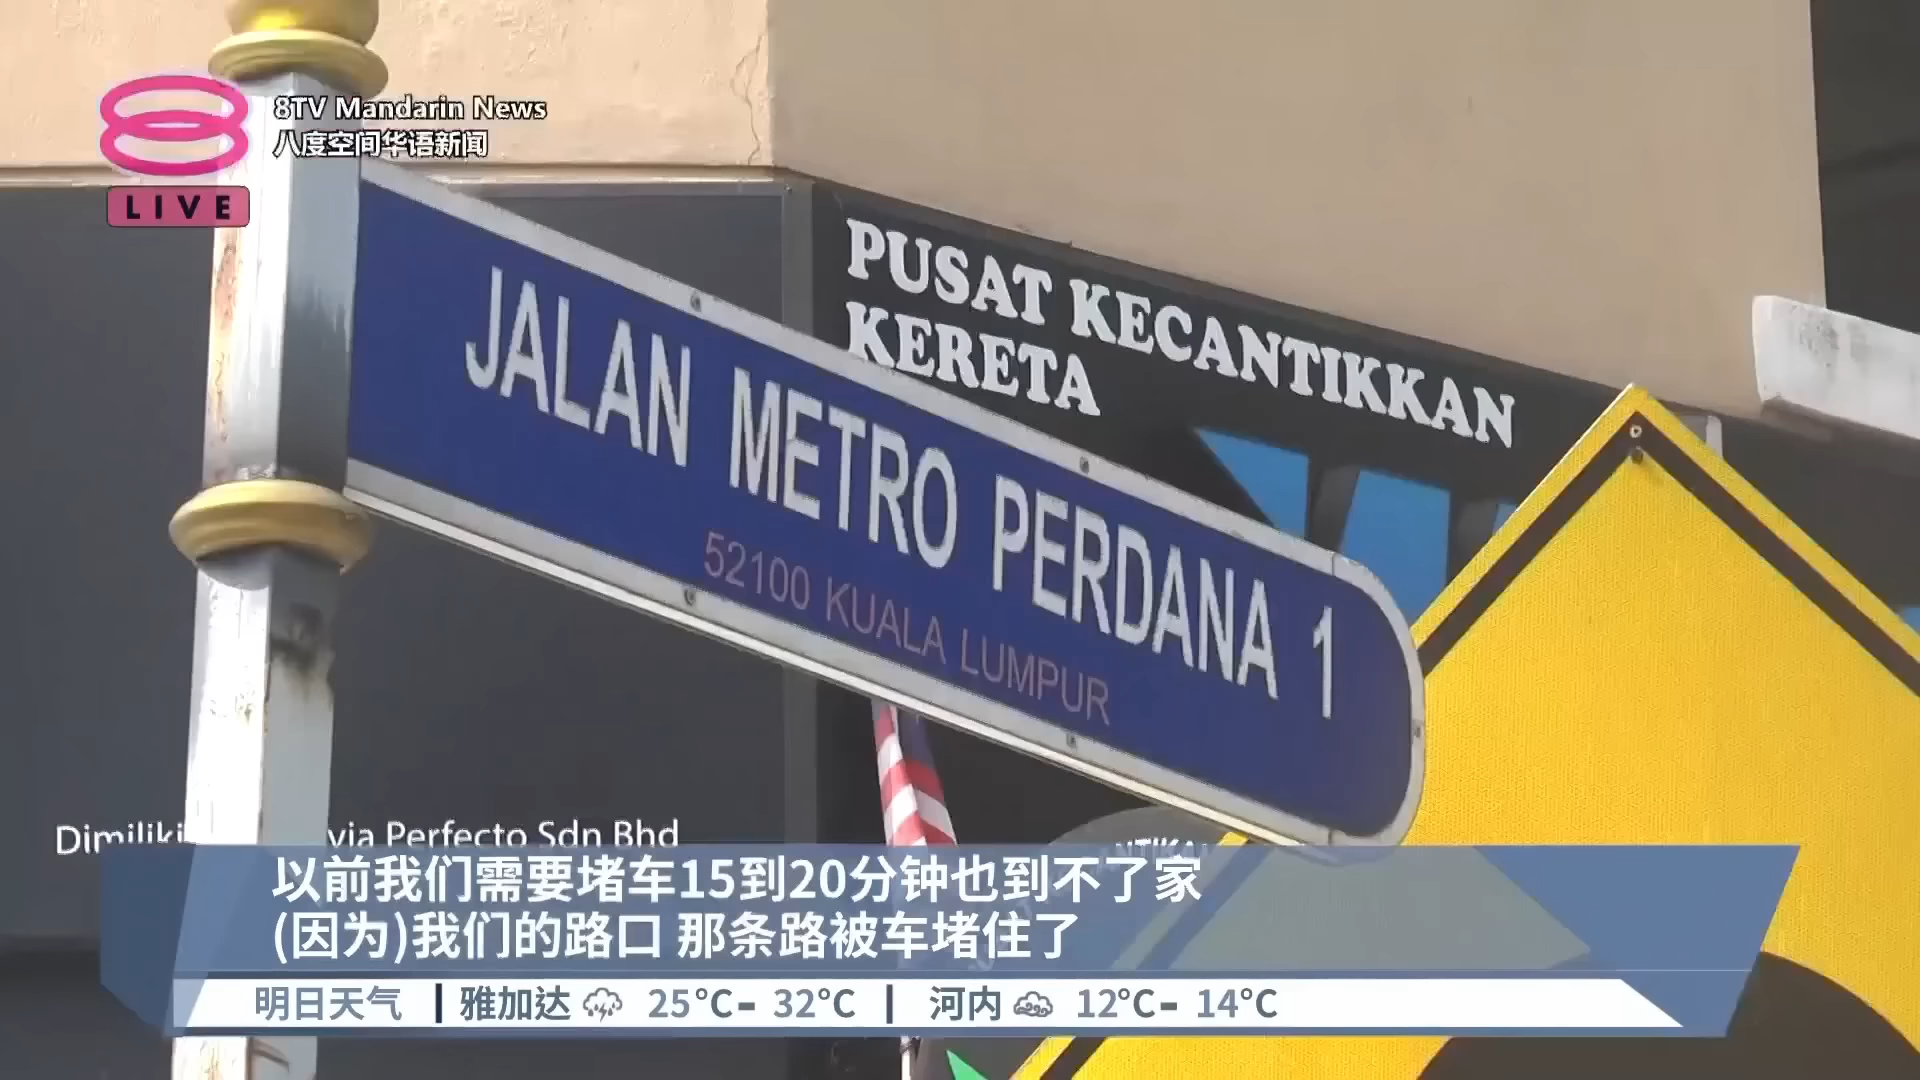 8TV Mandarin News
八度空间华语新闻
LIVE
PUSAT KECANTIKKAN
KERETA
JALAN METRO PERDANA 1
52100 KUALA LUMPUR
via Perfecto Sdn Bhd
以前我们需要堵车15到20分钟也到不了家
(因为)我们的路口 那条路被车堵住了
明日天气 | 雅加达 25°C- 32°C | 河内 12°C- 14°C